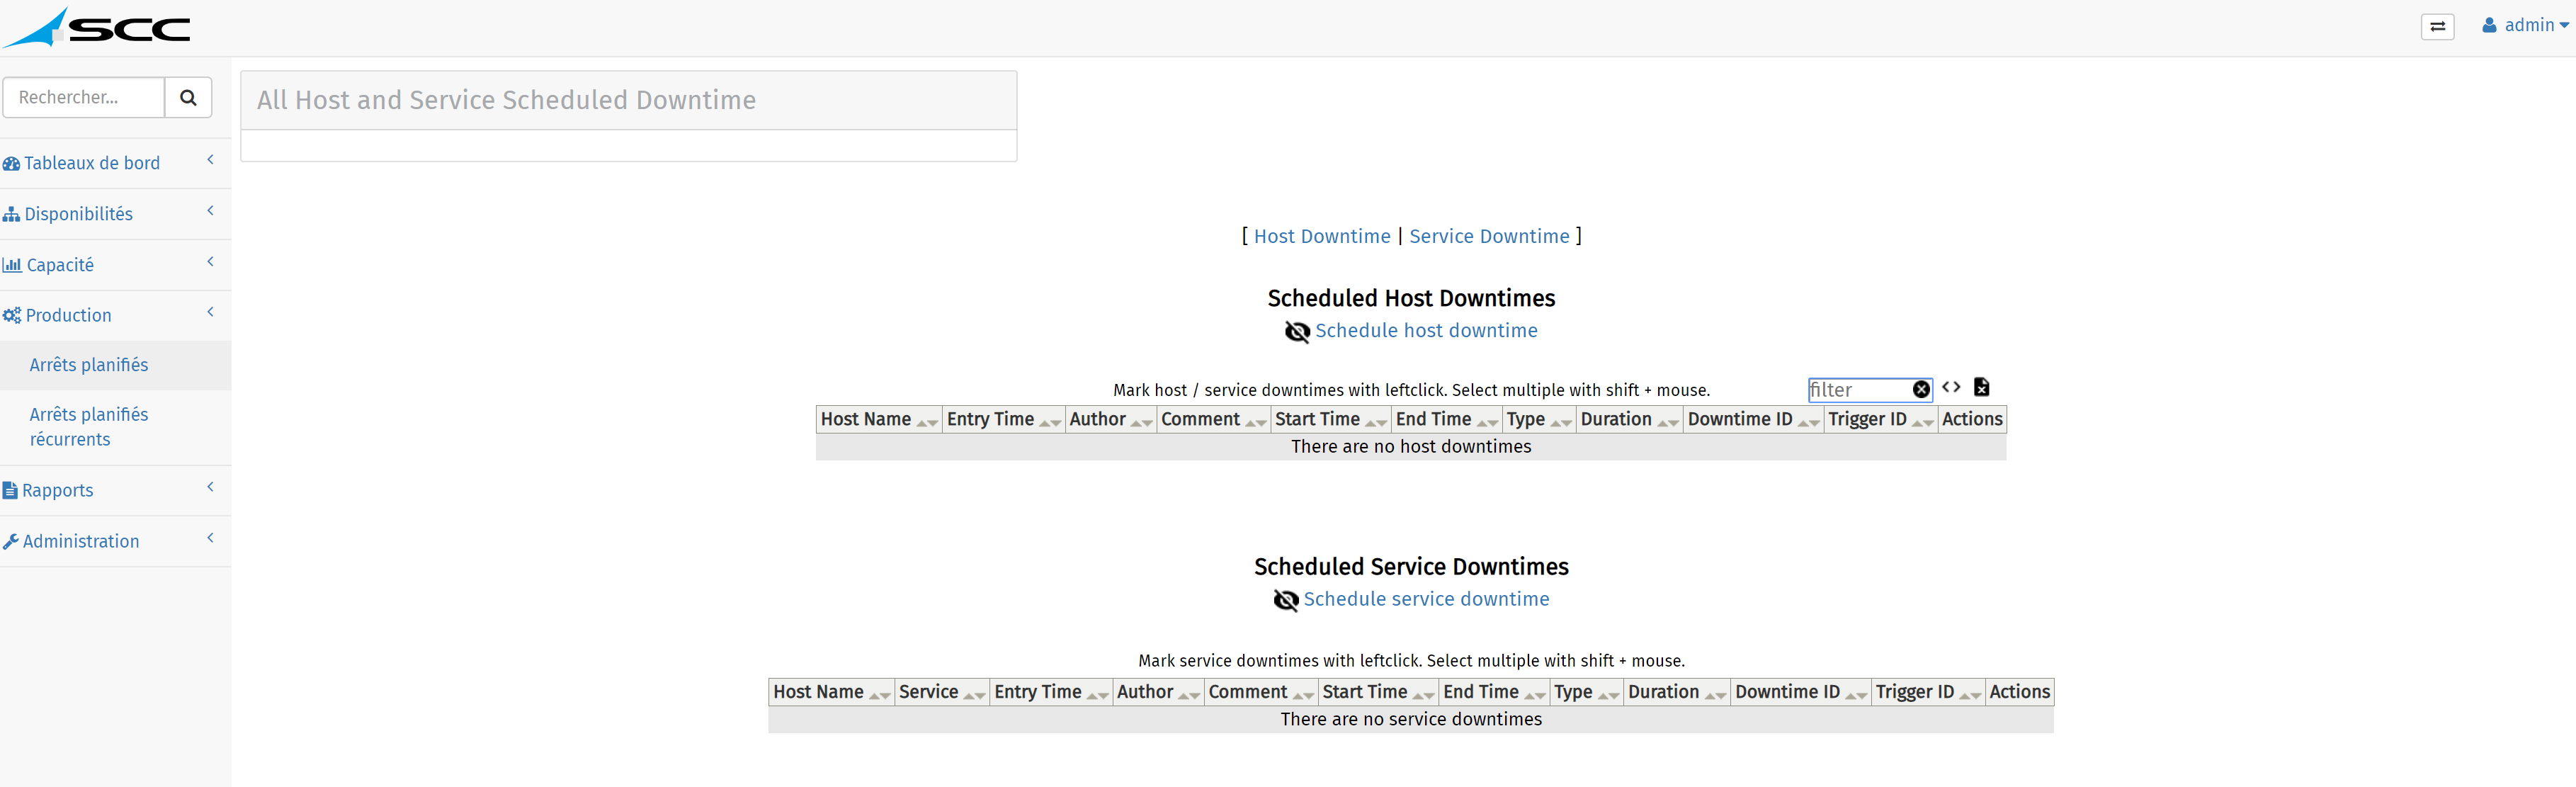 SCC
admin
Rechercher...
All Host and Service Scheduled Downtime
Tableaux de bord
Disponibilités
Capacité
Production
Arrêts planifiés
Arrêts planifiés
récurrents
Rapports
Administration
[ Host Downtime | Service Downtime ]
Scheduled Host Downtimes
Schedule host downtime
Mark host / service downtimes with leftclick. Select multiple with shift + mouse.
filter
Host Name Entry Time Author Comment Start Time End Time Type Duration Downtime ID Trigger ID Actions
There are no host downtimes
Scheduled Service Downtimes
Schedule service downtime
Mark service downtimes with leftclick. Select multiple with shift + mouse.
Host Name Service Entry Time Author Comment Start Time End Time Type Duration Downtime ID Trigger ID Actions
There are no service downtimes